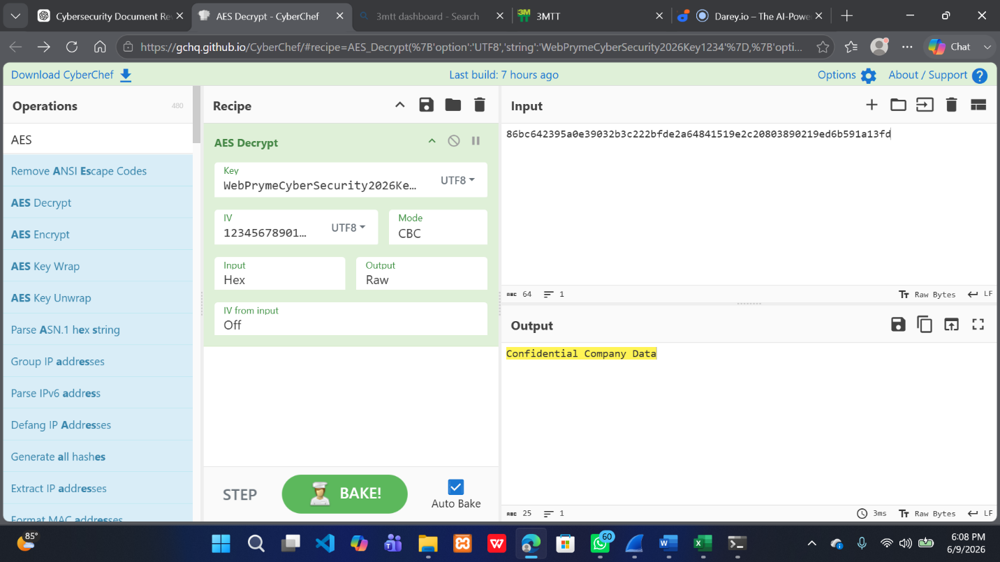 Cybersecurity Document Re
AES Decrypt - CyberChef
3mtt dashboard - Search
3MTT
Darey.io – The AI-Powe
https://gchq.github.io/CyberChef/#recipe=AES_Decrypt(%7B'option':'UTF8','string':'WebPrymeCyberSecurity2026Key1234'%7D,%7B'opti...
Chat
Download CyberChef
Last build: 7 hours ago
Options
About / Support
Operations
480
AES
Remove ANSI Escape Codes
AES Decrypt
AES Encrypt
AES Key Wrap
AES Key Unwrap
Parse ASN.1 hex string
Group IP addresses
Parse IPv6 address
Defang IP Addresses
Generate all hashes
Extract IP addresses
Format MAC addresses
Recipe
AES Decrypt
Key
WebPrymeCyberSecurity2026Ke...
UTF8
IV
12345678901...
UTF8
Mode
CBC
Input
Hex
Output
Raw
IV from input
Off
STEP
BAKE!
Auto Bake
Input
86bc642395a0e39032b3c222bfde2a64841519e2c20803890219ed6b591a13fd
ABC 64
1
Tт Raw Bytes
LF
Output
Confidential Company Data
ABC 25
1
3ms
Tт Raw Bytes
LF
85°
60
6:08 PM
6/9/2026